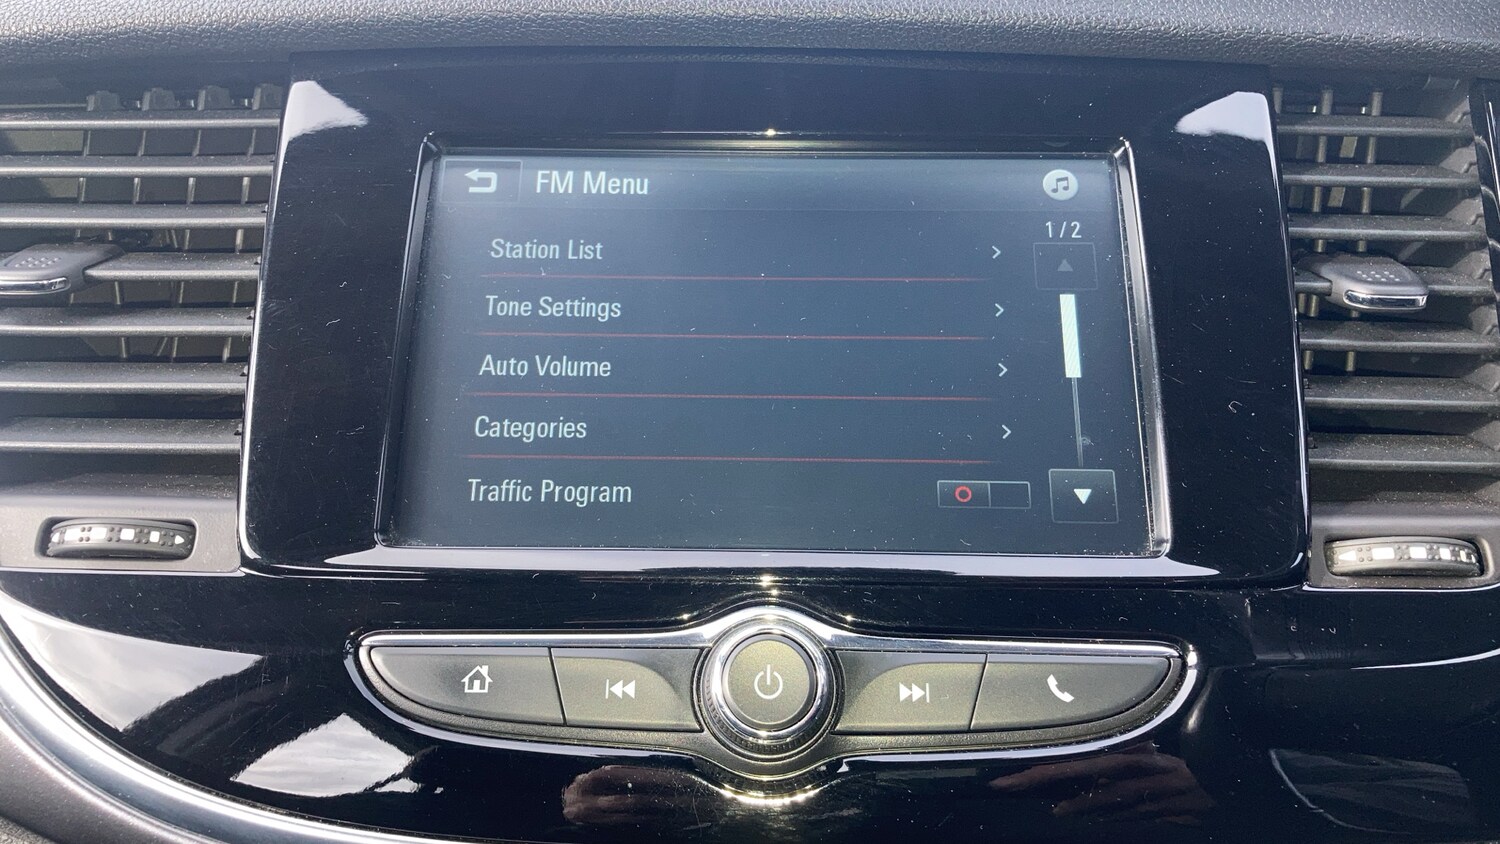 FM Menu
1/2
Station List
Tone Settings
Auto Volume
Categories
Traffic Program